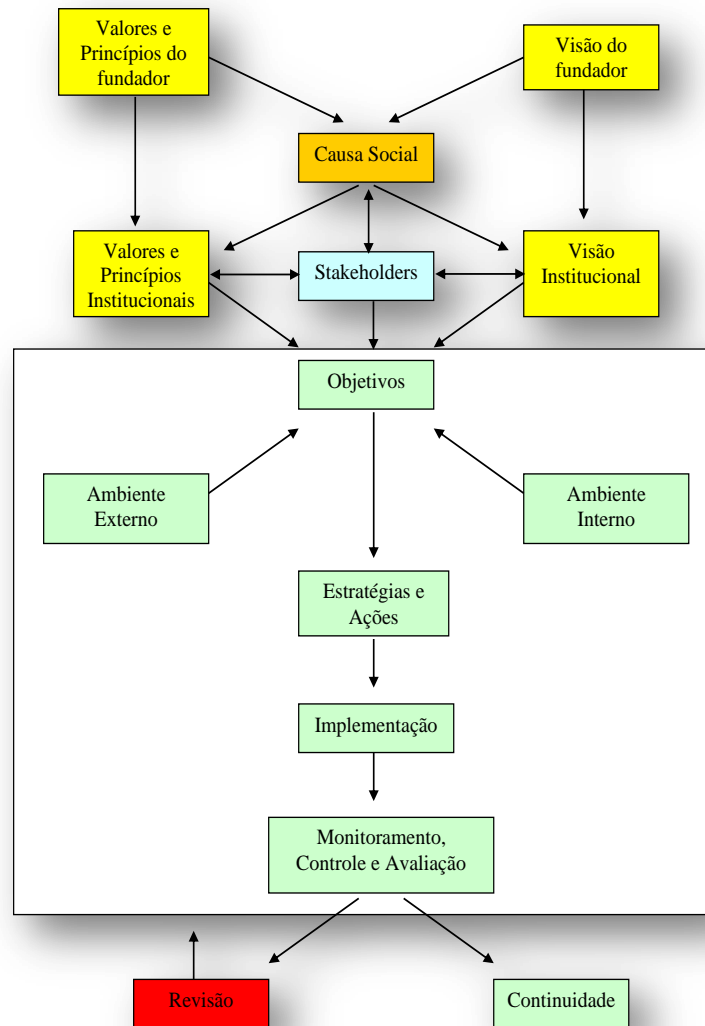 Valores e
Princípios do
fundador
Visão do
fundador
Causa Social
Valores e
Princípios
Institucionais
Stakeholders
Visão
Institucional
Objetivos
Ambiente
Externo
Ambiente
Interno
Estratégias e
Ações
Implementação
Monitoramento,
Controle e Avaliação
Revisão
Continuidade